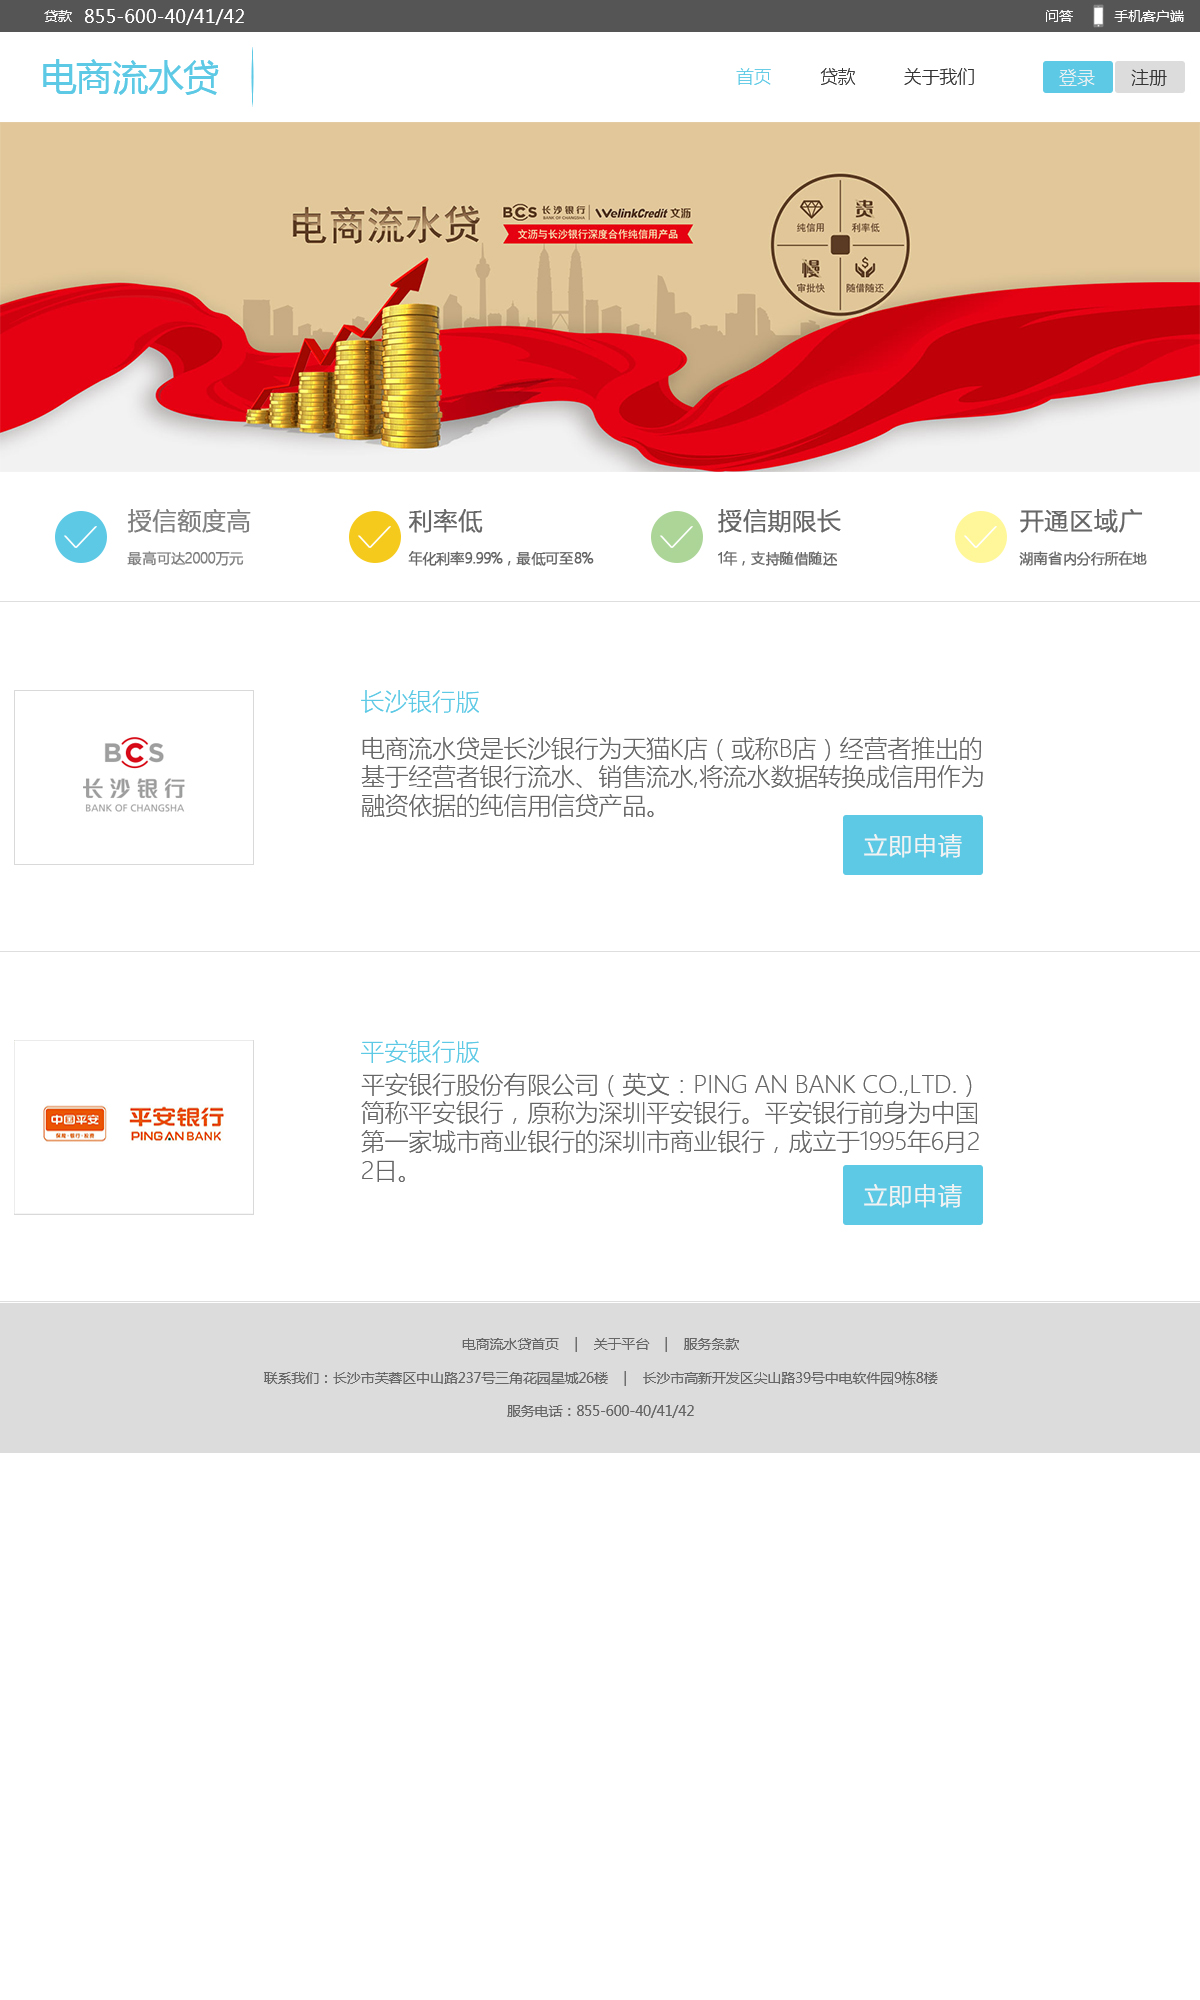 贷款 855-600-40/41/42 问答 手机客户端
电商流水贷 首页 贷款 关于我们 登录 注册
电商流水贷
BCS 长沙银行 BANK OF CHANGSHA WelinkCredit 文沥
文沥与长沙银行深度合作纯信用产品
纯信用
贵
利率低
慢
审批快
随借随还
授信额度高
最高可达2000万元
利率低
年化利率9.99%，最低可至8%
授信期限长
1年，支持随借随还
开通区域广
湖南省内分行所在地
BCS
长沙银行
BANK OF CHANGSHA
长沙银行版
电商流水贷是长沙银行为天猫K店（或称B店）经营者推出的
基于经营者银行流水、销售流水,将流水数据转换成信用作为
融资依据的纯信用信贷产品。
立即申请
中国平安
保险·银行·投资
平安银行
PING AN BANK
平安银行版
平安银行股份有限公司（英文：PING AN BANK CO.,LTD.）
简称平安银行，原称为深圳平安银行。平安银行前身为中国
第一家城市商业银行的深圳市商业银行，成立于1995年6月2
2日。
立即申请
电商流水贷首页 | 关于平台 | 服务条款
联系我们：长沙市芙蓉区中山路237号三角花园星城26楼 | 长沙市高新开发区尖山路39号中电软件园9栋8楼
服务电话：855-600-40/41/42